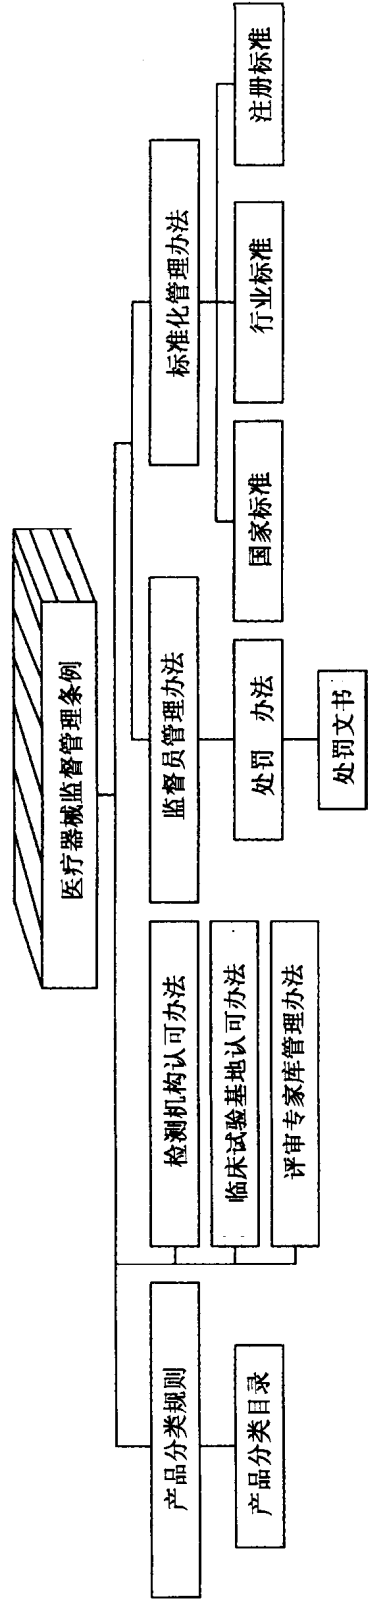 医疗器械监督管理条例
产品分类规则
检测机构认可办法
监督员管理办法
标准化管理办法
临床试验基地认可办法
产品分类目录
处罚 办法
国家标准
行业标准
注册标准
评审专家库管理办法
处罚文书